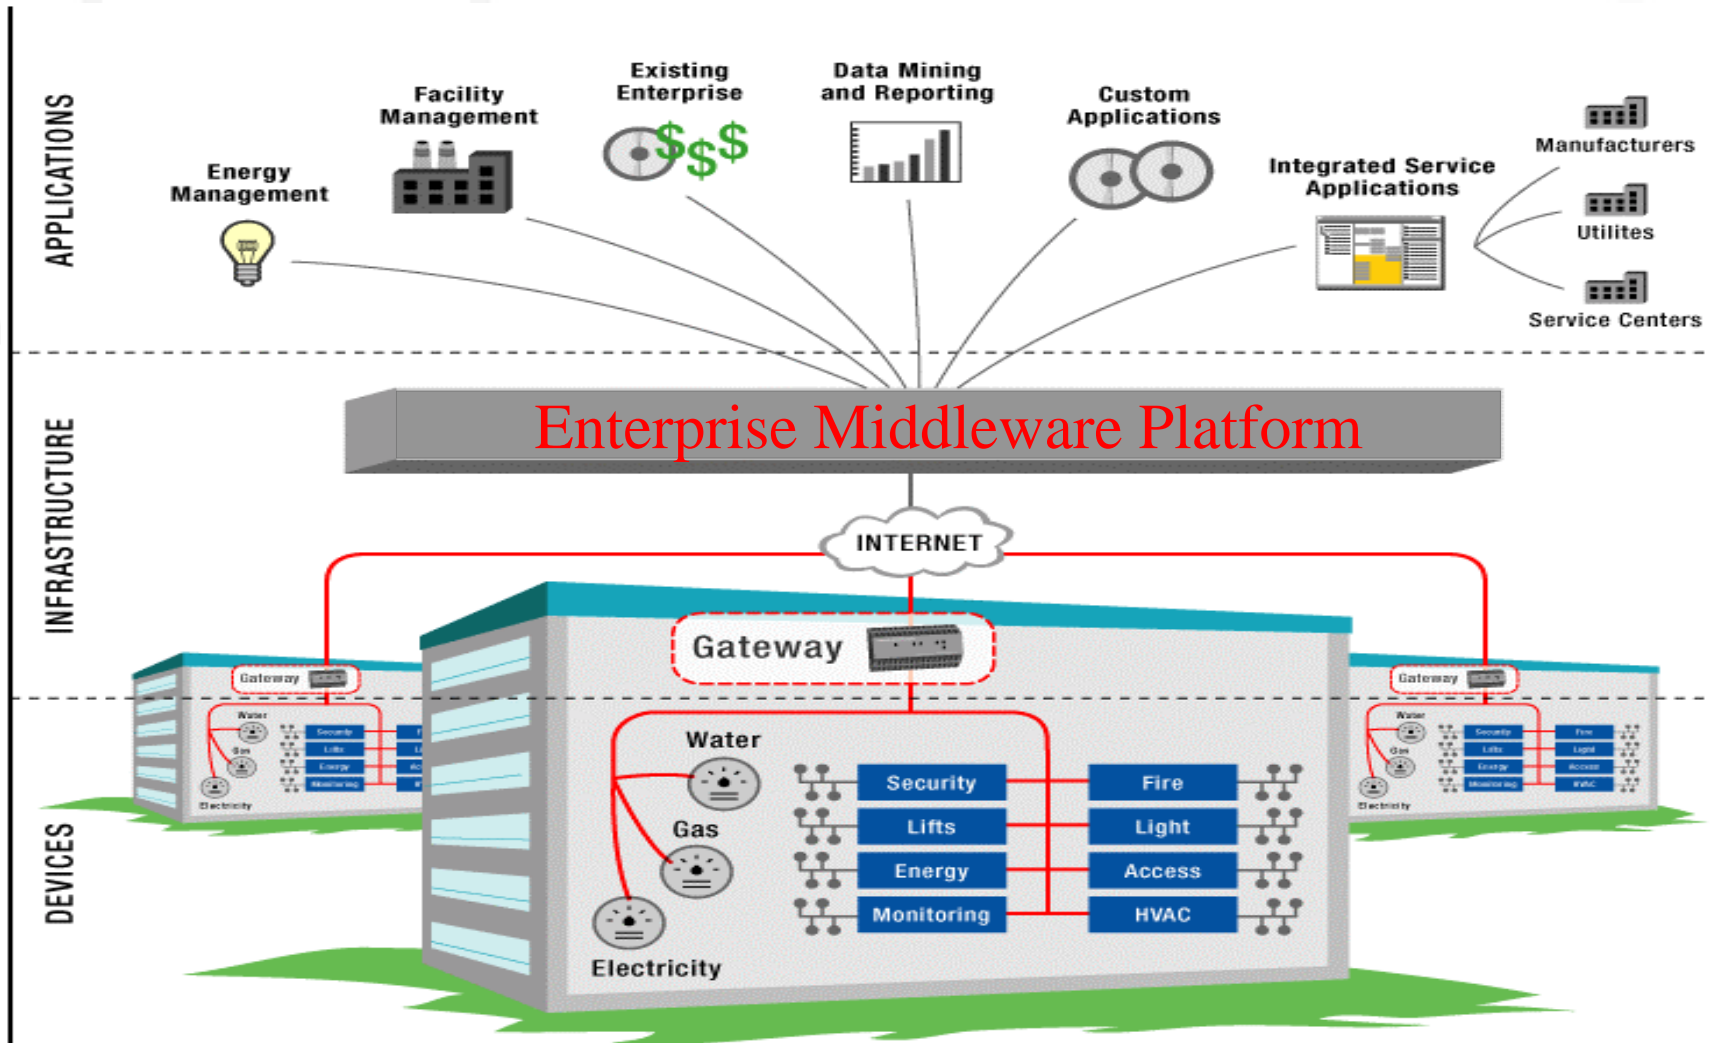 APPLICATIONS
Energy
Management
Facility
Management
Existing
Enterprise
$$$
Data Mining
and Reporting
Custom
Applications
Integrated Service
Applications
Manufacturers
Utilites
Service Centers
INFRASTRUCTURE
Enterprise Middleware Platform
INTERNET
Gateway
Gateway
Gateway
DEVICES
Water
Gas
Electricity
Security
Lifts
Energy
Monitoring
Water
Gas
Electricity
Security
Fire
Lifts
Light
Energy
Access
Monitoring
HVAC
Water
Gas
Electricity
Security
Fire
Lifts
Light
Energy
Access
Monitoring
HVAC